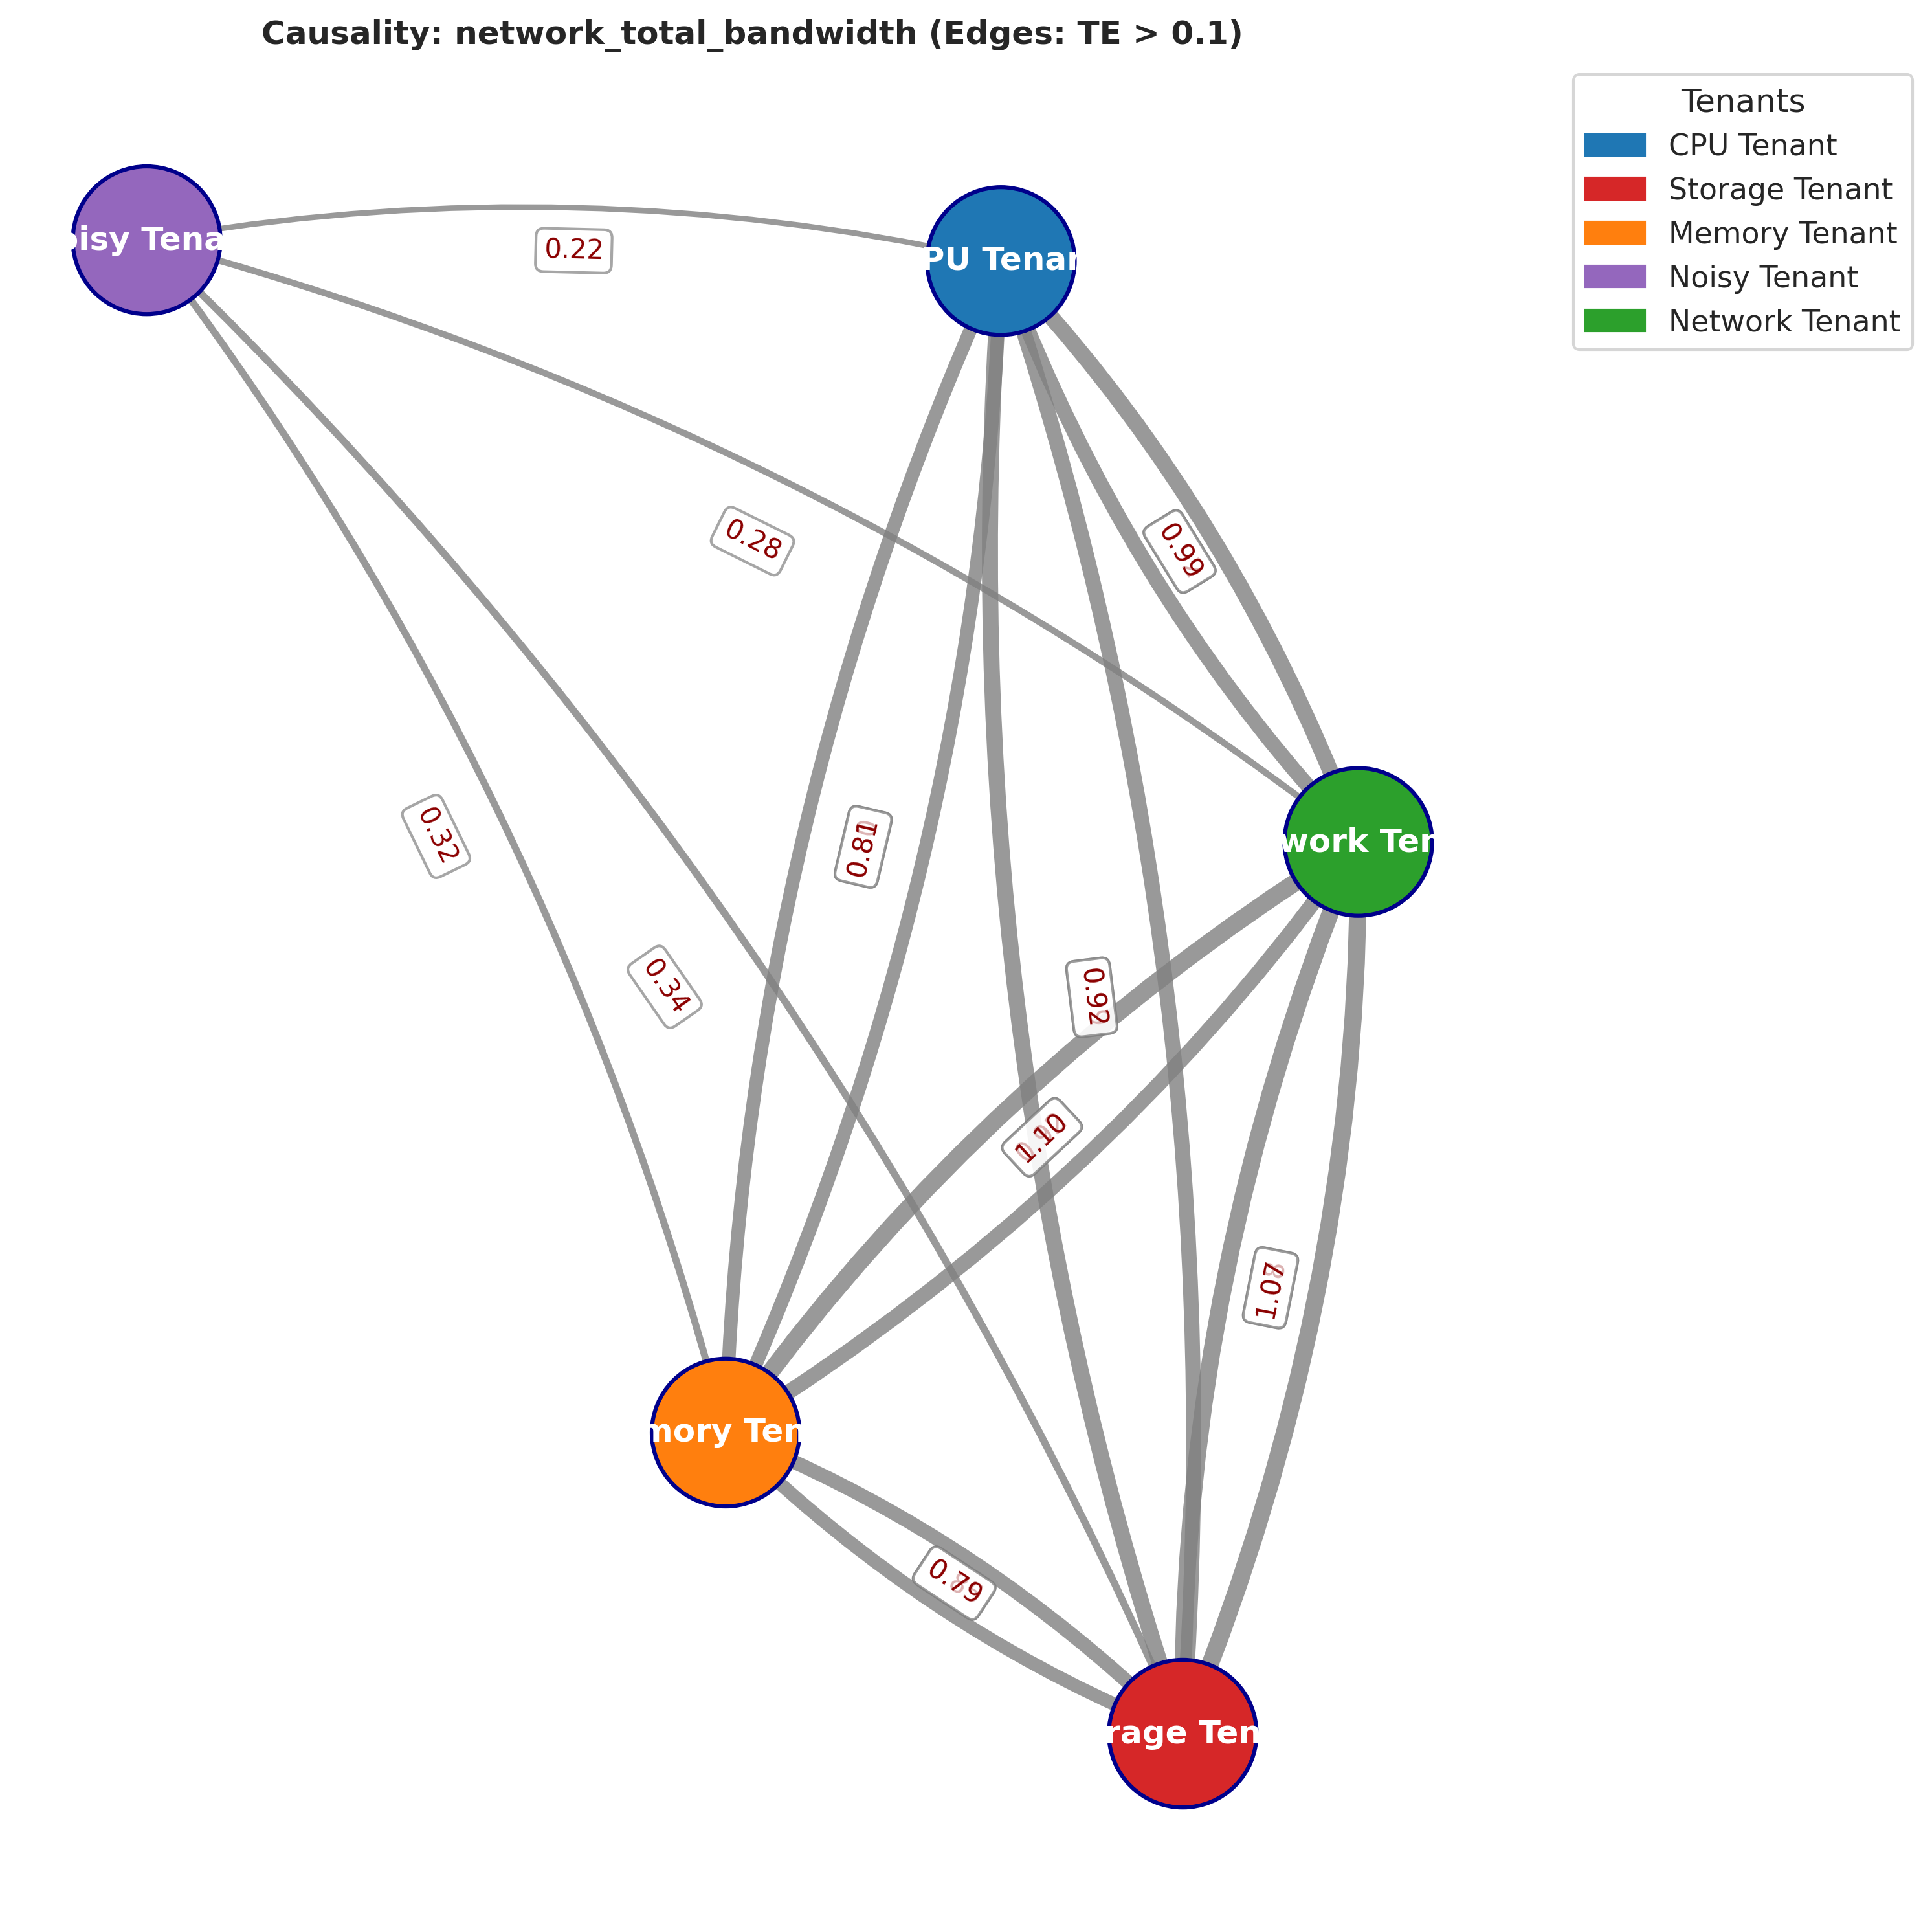 Causality: network_total_bandwidth (Edges: TE > 0.1)
Tenants
CPU Tenant
Storage Tenant
Memory Tenant
Noisy Tenant
Network Tenant
oisy Tena
PU Tenar
0.22
0.28
0.99
work Ter
0.32
0.81
0.34
0.92
1.10
1.07
mory Ten
0.79
rage Ten